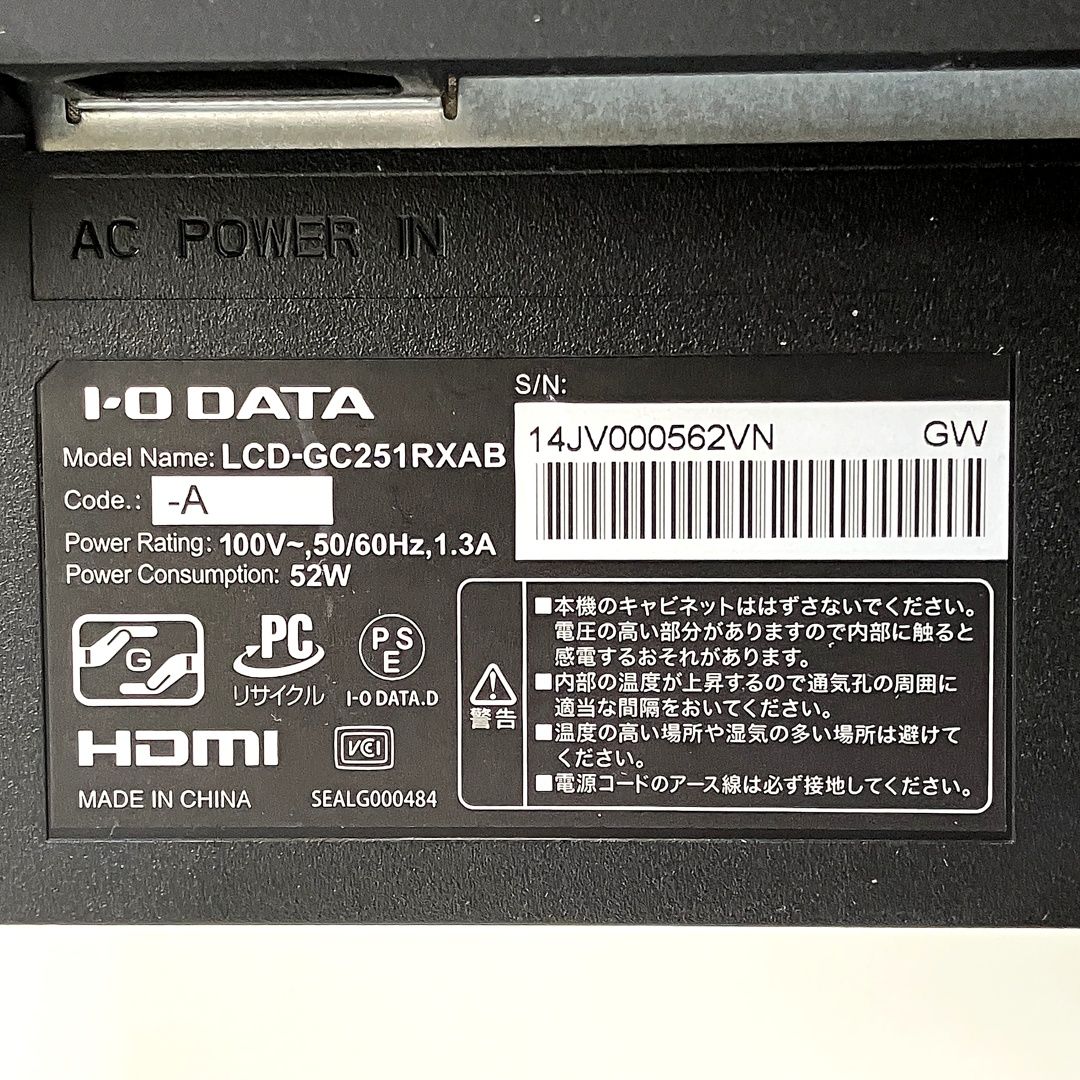 AC POWER IN
I-O DATA
Model Name: LCD-GC251RXAB
Code.: -A
Power Rating: 100V~,50/60Hz,1.3A
Power Consumption: 52W
S/N:
14JV000562VN GW
G
PC
リサイクル
PSE
I-O DATA.D
HDMI
VCI
MADE IN CHINA
SEALG000484
警告
■本機のキャビネットははずさないでください。
電圧の高い部分がありますので内部に触ると
感電するおそれがあります。
■内部の温度が上昇するので通気孔の周囲に
適当な間隔をおいてください。
■温度の高い場所や湿気の多い場所は避けて
ください。
■電源コードのアース線は必ず接地してください。